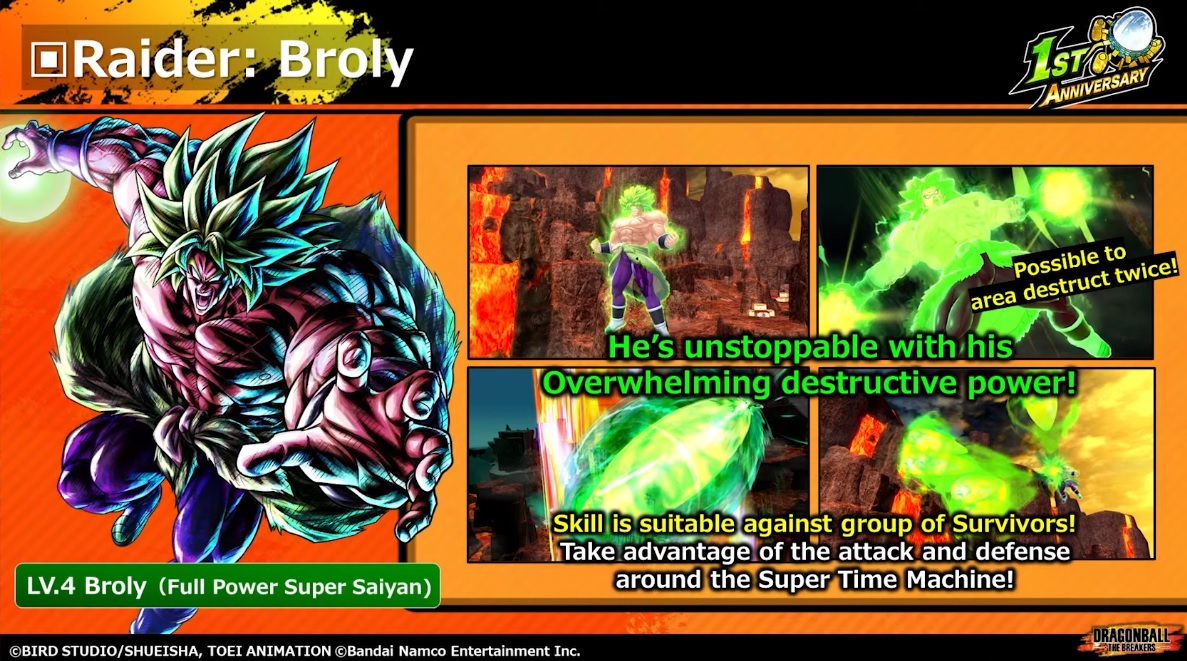 Raider: Broly
1ST
ANNIVERSARY
Possible to
area destruct twice!
He's unstoppable with his
Overwhelming destructive power!
Skill is suitable against group of Survivors!
Take advantage of the attack and defense
around the Super Time Machine!
LV.4 Broly (Full Power Super Saiyan)
©BIRD STUDIO/SHUEISHA, TOEI ANIMATION ©Bandai Namco Entertainment Inc.
DRAGONBALL
THE BREAKERS